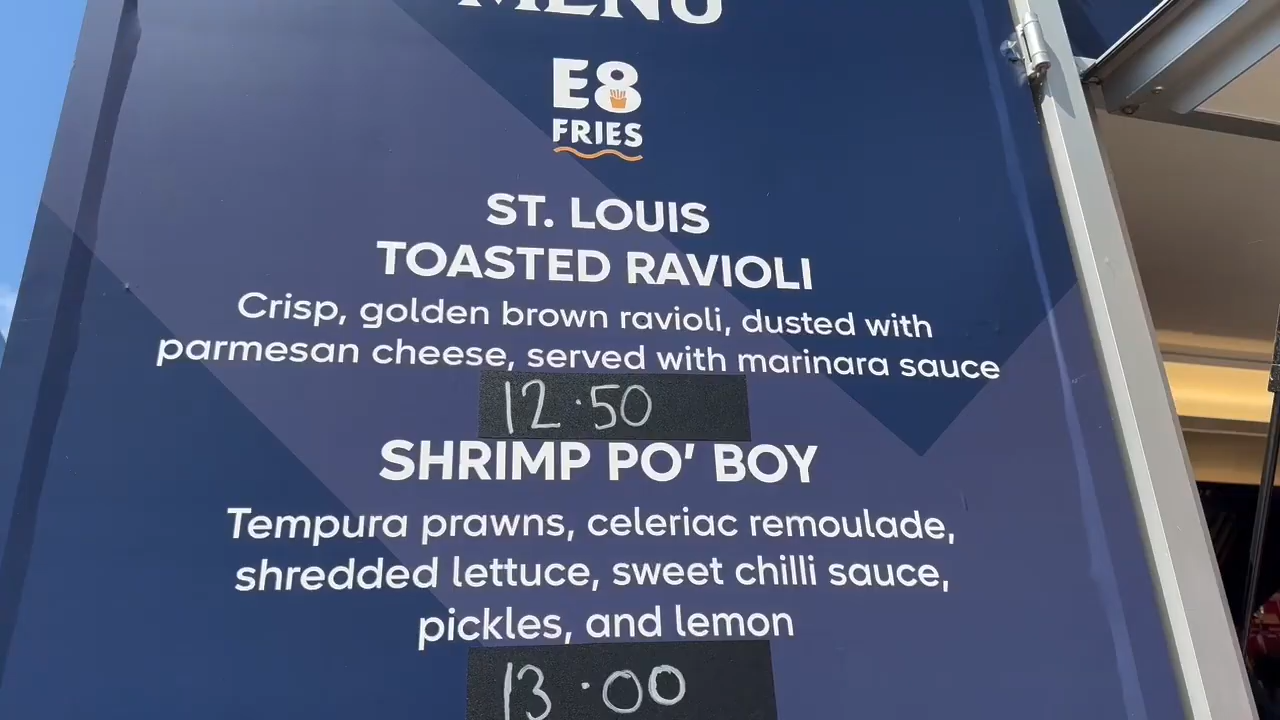 MENU
E8
FRIES
ST. LOUIS
TOASTED RAVIOLI
Crisp, golden brown ravioli, dusted with
parmesan cheese, served with marinara sauce
12.50
SHRIMP PO' BOY
Tempura prawns, celeriac remoulade,
shredded lettuce, sweet chilli sauce,
pickles, and lemon
13.00